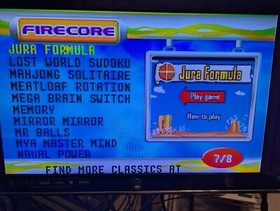 FIRECORE
JURA FORMULA
LOST WORLD SUDOKU
MAHJONG SOLITAIRE
MEATLOAF ROTATION
MEGA BRAIN SWITCH
MEMORY
MIRROR MIRROR
MR BALLS
MYA MASTER MIND
NAVAL POWER
Jura Formula
Play game
How to play
7/8
FIND MORE CLASSICS AT